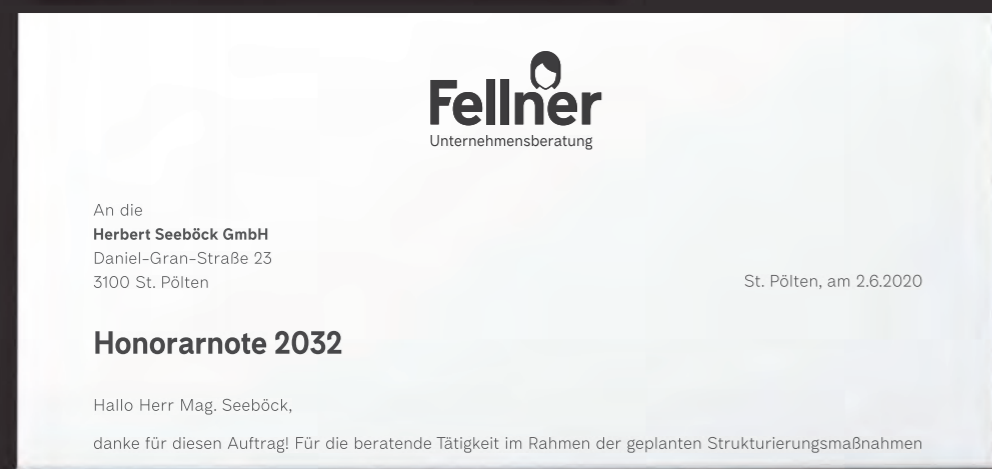 Fellner
Unternehmensberatung
An die
Herbert Seeböck GmbH
Daniel-Gran-Straße 23
3100 St. Pölten
St. Pölten, am 2.6.2020
Honorarnote 2032
Hallo Herr Mag. Seeböck,
danke für diesen Auftrag! Für die beratende Tätigkeit im Rahmen der geplanten Strukturierungsmaßnahmen